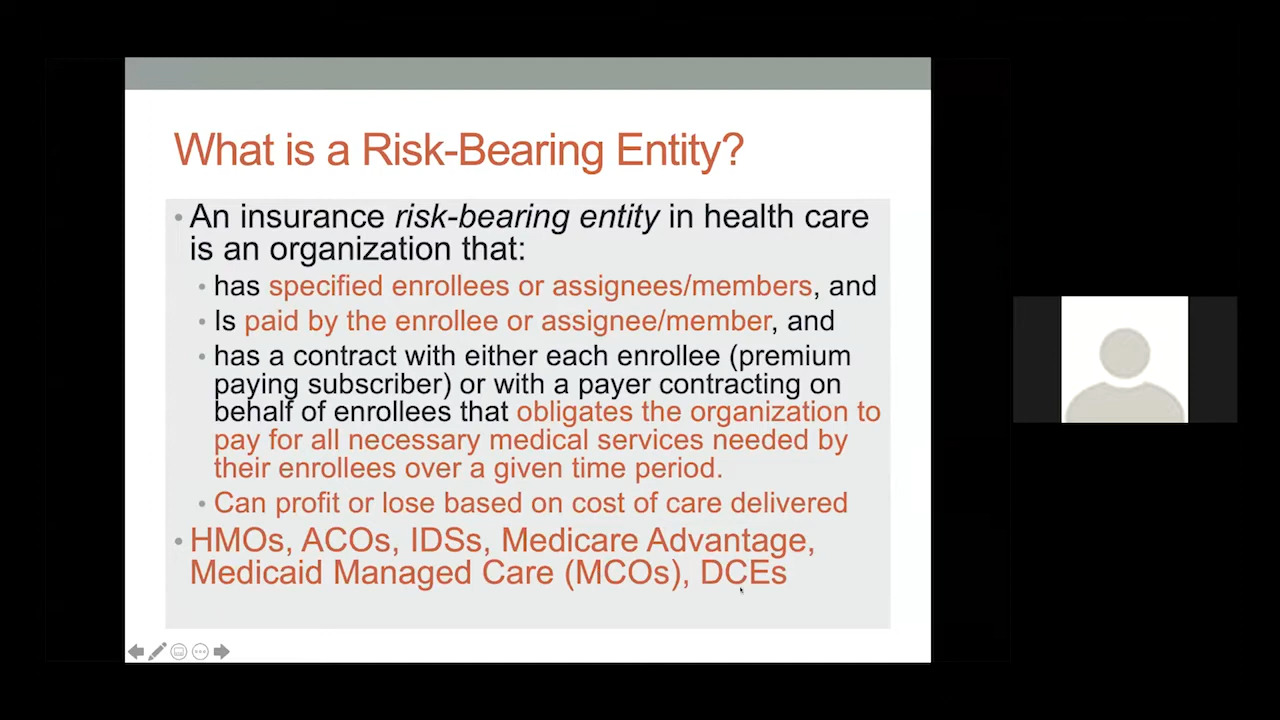 What is a Risk-Bearing Entity?
• An insurance risk-bearing entity in health care
is an organization that:
• has specified enrollees or assignees/members, and
• Is paid by the enrollee or assignee/member, and
• has a contract with either each enrollee (premium
paying subscriber) or with a payer contracting on
behalf of enrollees that obligates the organization to
pay for all necessary medical services needed by
their enrollees over a given time period.
• Can profit or lose based on cost of care delivered
• HMOs, ACOs, IDSs, Medicare Advantage,
Medicaid Managed Care (MCOs), DCEs